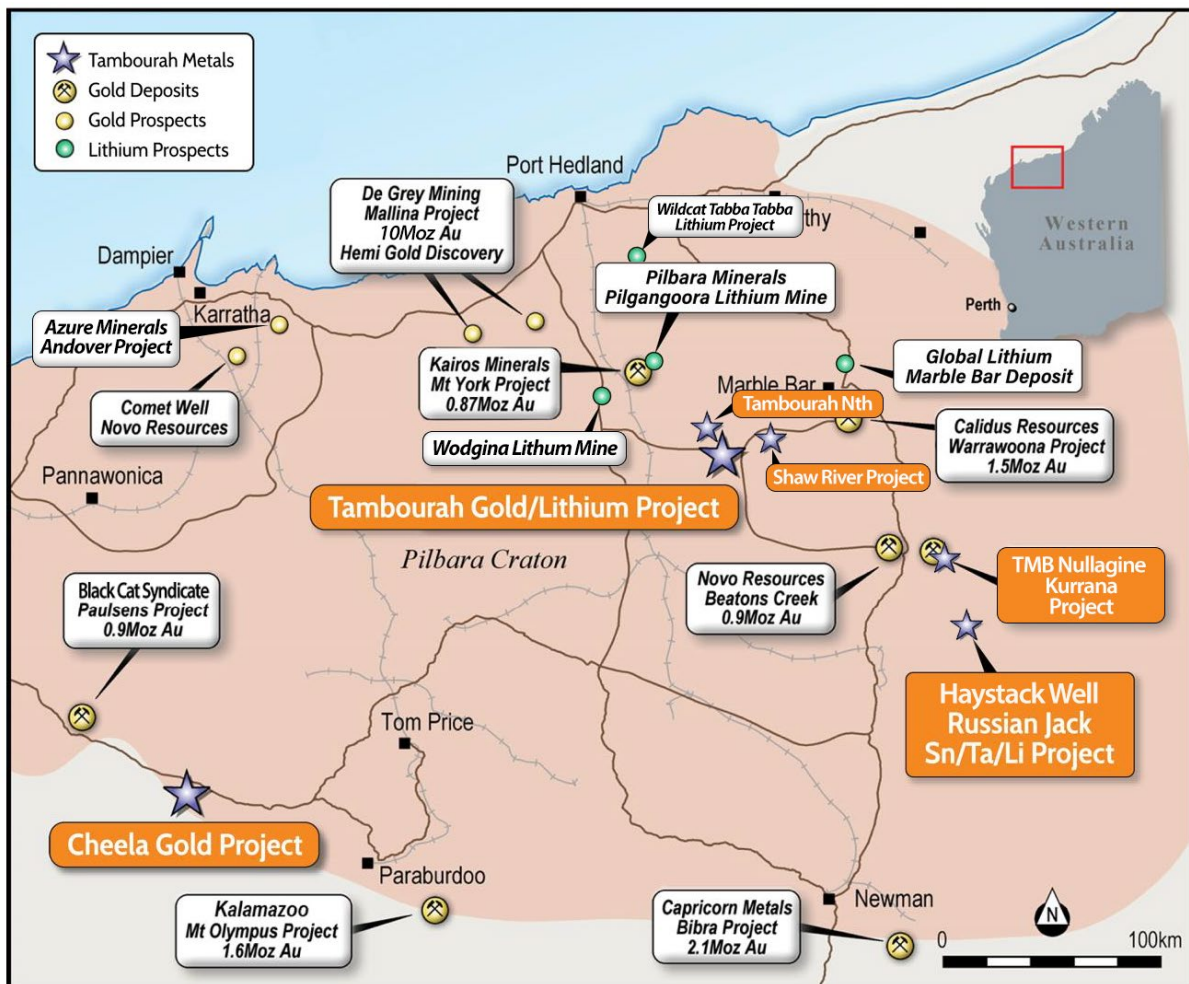 Tambourah Metals
Gold Deposits
Gold Prospects
Lithium Prospects
Port Hedland
De Grey Mining
Mallina Project
10Moz Au
Hemi Gold Discovery
Wildcat Tabba Tabba
Lithium Project
Western
Australia
Perth
Dampier
Karratha
Pilbara Minerals
Pilgangoora Lithium Mine
Azure Minerals
Andover Project
Kairos Minerals
Mt York Project
0.87Moz Au
Global Lithium
Marble Bar Deposit
Marble Bar
Tambourah Nth
Comet Well
Novo Resources
Wodgina Lithum Mine
Calidus Resources
Warrawoona Project
1.5Moz Au
Shaw River Project
Pannawonica
Tambourah Gold/Lithium Project
Pilbara Craton
Novo Resources
Beatons Creek
0.9Moz Au
TMB Nullagine
Kurrana
Project
Black Cat Syndicate
Paulsens Project
0.9Moz Au
Haystack Well
Russian Jack
Sn/Ta/Li Project
Tom Price
Cheela Gold Project
Paraburdoo
Kalamazoo
Mt Olympus Project
1.6Moz Au
Capricorn Metals
Bibra Project
2.1Moz Au
Newman
N
0 100km